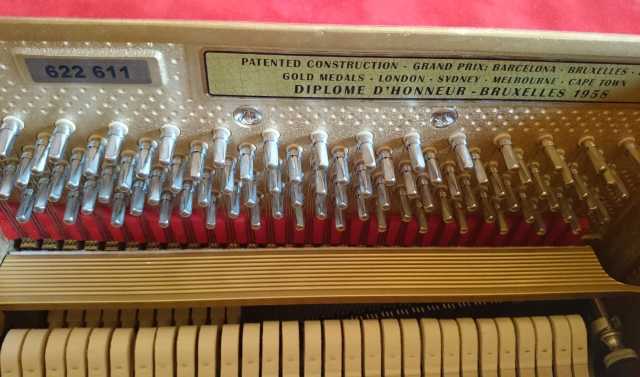 622 611
PATENTED CONSTRUCTION - GRAND PRIX: BARCELONA - BRUXELLES -
GOLD MEDALS - LONDON - SYDNEY - MELBOURNE - CAPE TOWN
DIPLOME D'HONNEUR - BRUXELLES 1958